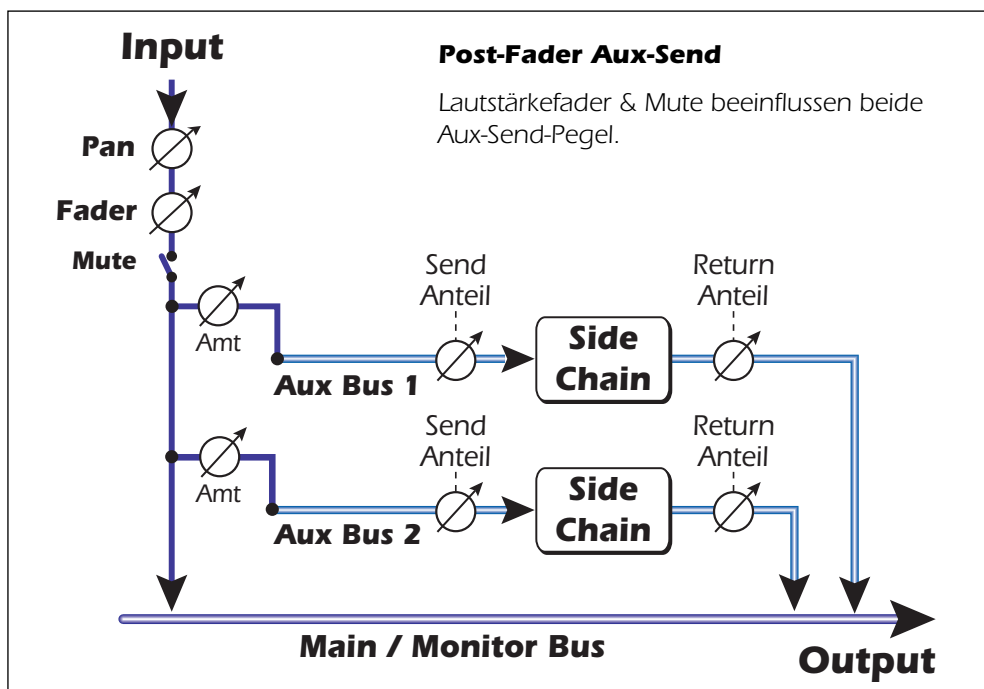 Input
Post-Fader Aux-Send
Lautstärkefader & Mute beeinflussen beide
Aux-Send-Pegel.
Pan
Fader
Mute
Amt
Send
Anteil
Return
Anteil
Side
Chain
Aux Bus 1
Amt
Send
Anteil
Return
Anteil
Side
Chain
Aux Bus 2
Main / Monitor Bus
Output